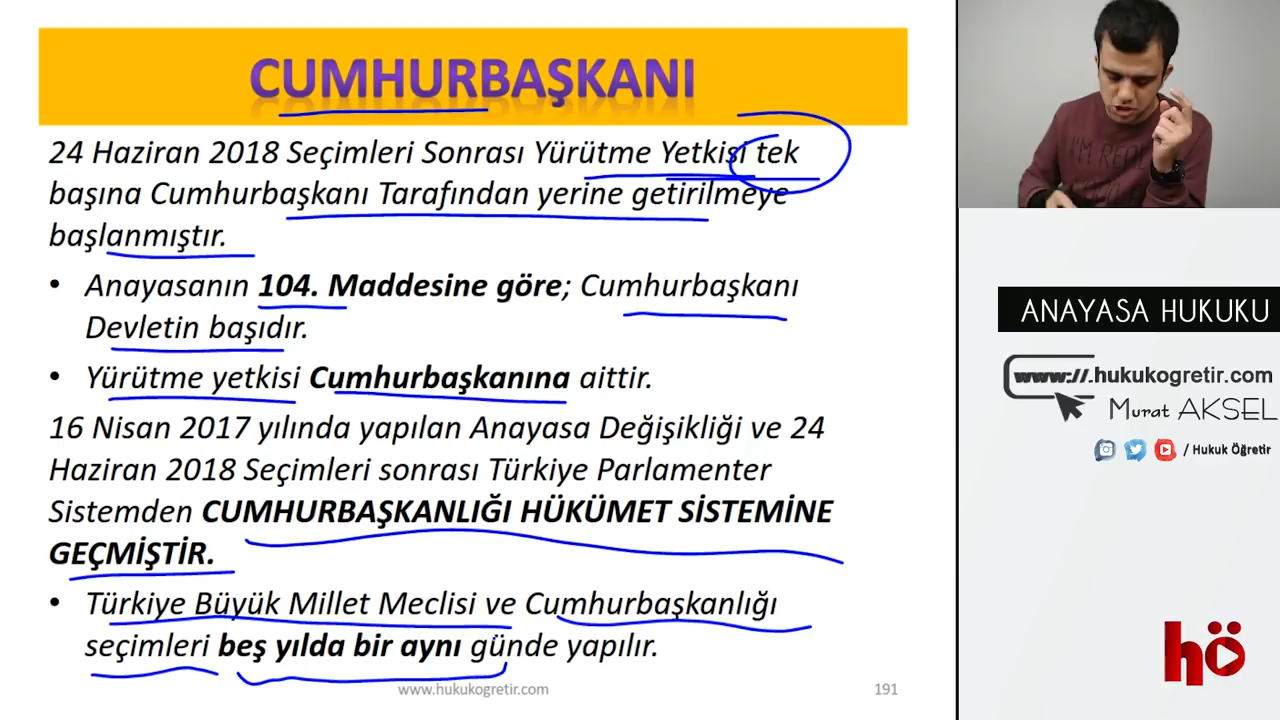 CUMHURBAŞKANI
24 Haziran 2018 Seçimleri Sonrası Yürütme Yetkisi tek
başına Cumhurbaşkanı Tarafından yerine getirilmeye
başlanmıştır.
• Anayasanın 104. Maddesine göre; Cumhurbaşkanı
Devletin başıdır.
• Yürütme yetkisi Cumhurbaşkanına aittir.
16 Nisan 2017 yılında yapılan Anayasa Değişikliği ve 24
Haziran 2018 Seçimleri sonrası Türkiye Parlamenter
Sistemden CUMHURBAŞKANLIĞI HÜKÜMET SİSTEMİNE
GEÇMİŞTİR.
• Türkiye Büyük Millet Meclisi ve Cumhurbaşkanlığı
seçimleri beş yılda bir aynı günde yapılır.
www.hukukogretir.com
191
I'M READ
ANAYASA HUKUKU
www//.hukukogretir.com
Murat AKSEL
/ Hukuk Öğretir
hö